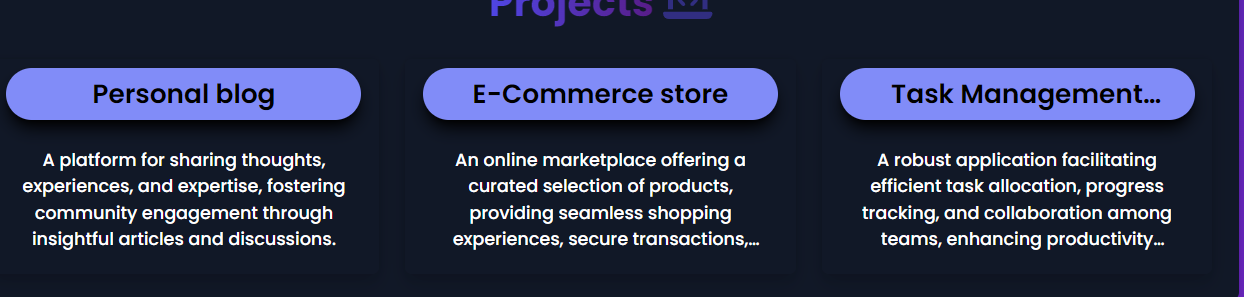 Projects
Personal blog
E-Commerce store
Task Management...
A platform for sharing thoughts,
experiences, and expertise, fostering
community engagement through
insightful articles and discussions.
An online marketplace offering a
curated selection of products,
providing seamless shopping
experiences, secure transactions,...
A robust application facilitating
efficient task allocation, progress
tracking, and collaboration among
teams, enhancing productivity...